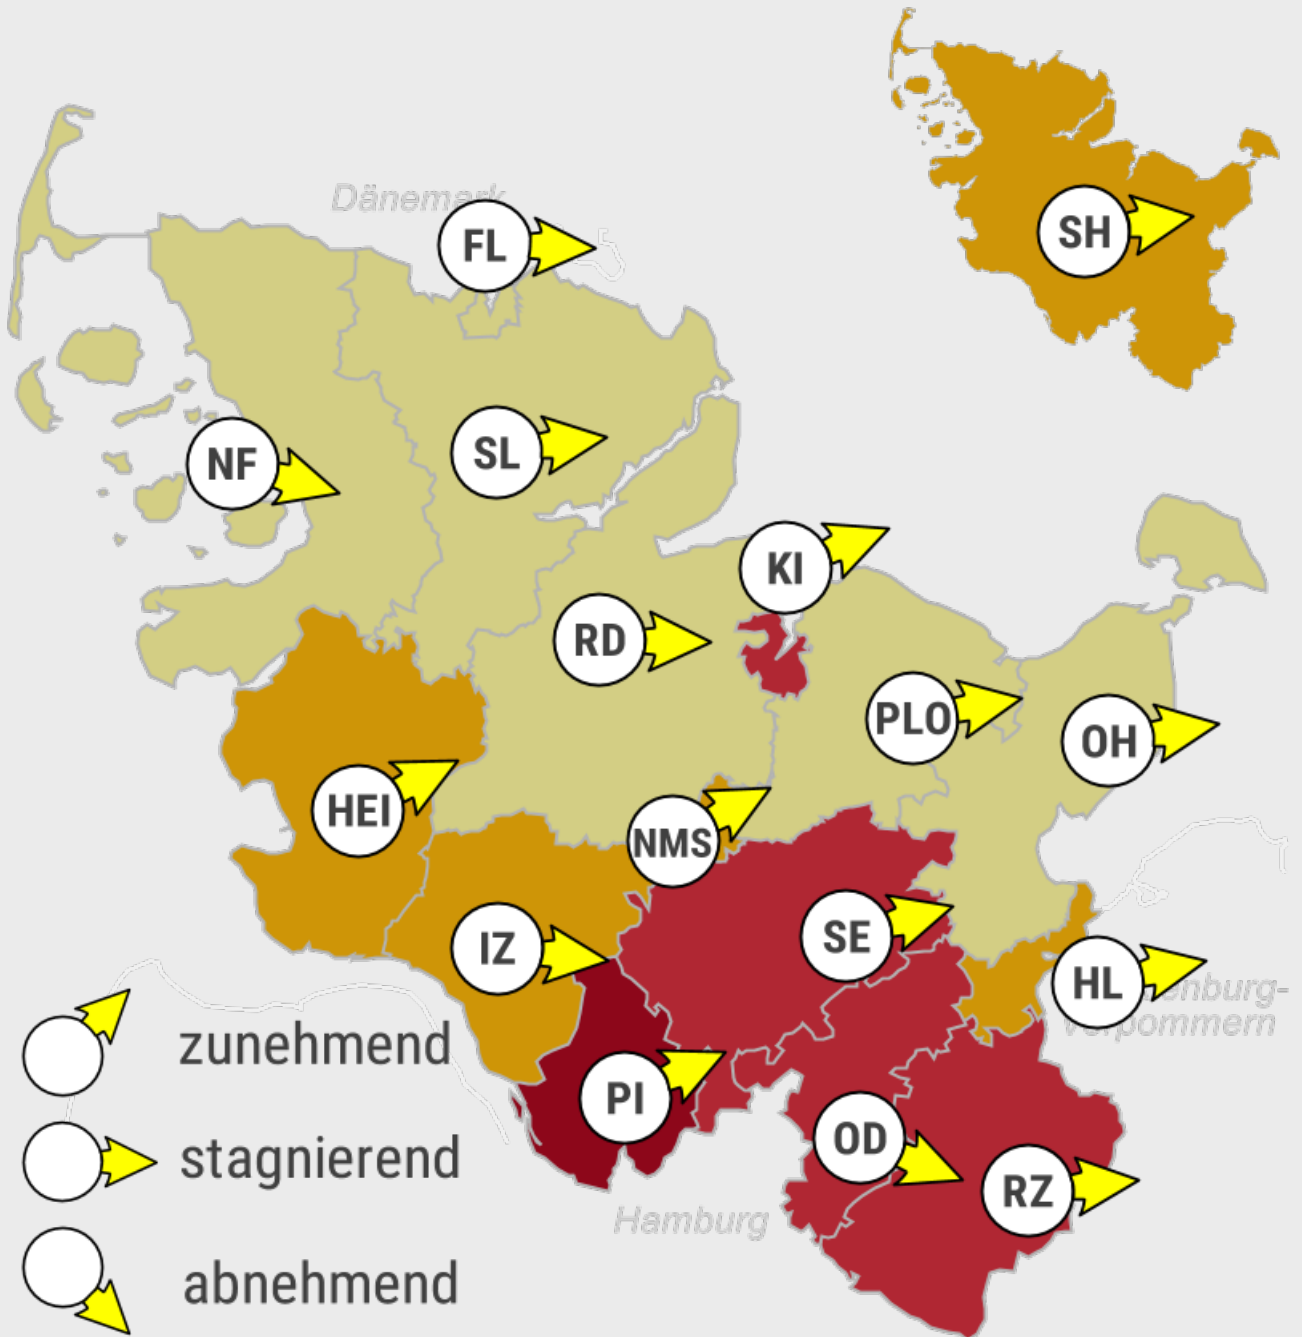 Dänemark
FL
SH
NF
SL
KI
RD
PLO
OH
HEI
NMS
SE
IZ
HL
vorpommern
PI
OD
RZ
Hamburg
zunehmend
stagnierend
abnehmend